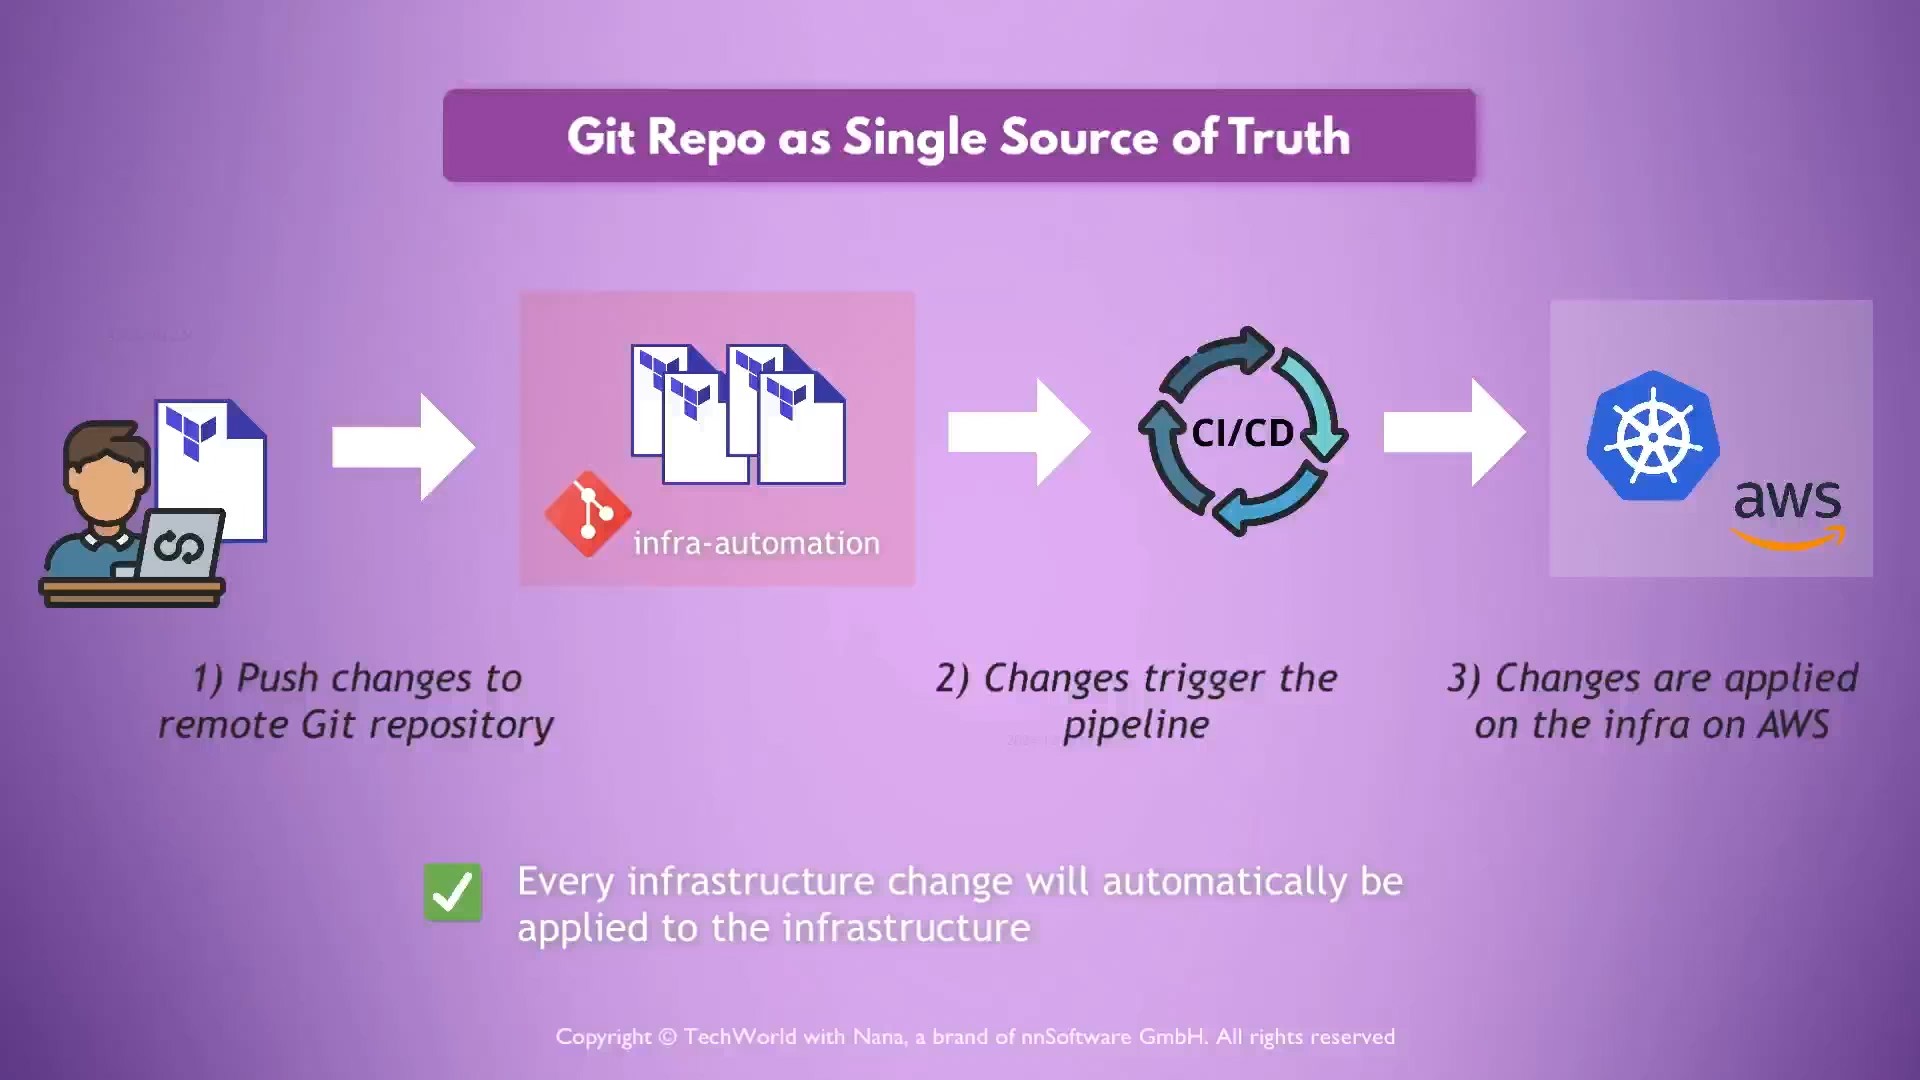 Git Repo as Single Source of Truth
CI/CD
aws
infra-automation
1) Push changes to
remote Git repository
2) Changes trigger the
pipeline
3) Changes are applied
on the infra on AWS
Every infrastructure change will automatically be
applied to the infrastructure
Copyright © TechWorld with Nana, a brand of nnSoftware GmbH. All rights reserved